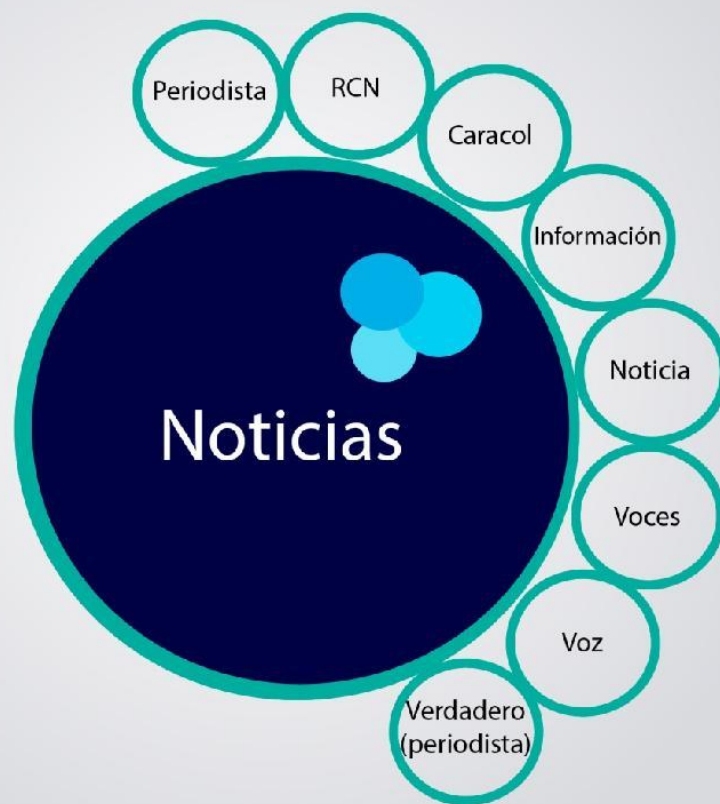 Periodista
RCN
Caracol
Información
Noticia
Noticias
Voces
Voz
Verdadero
(periodista)